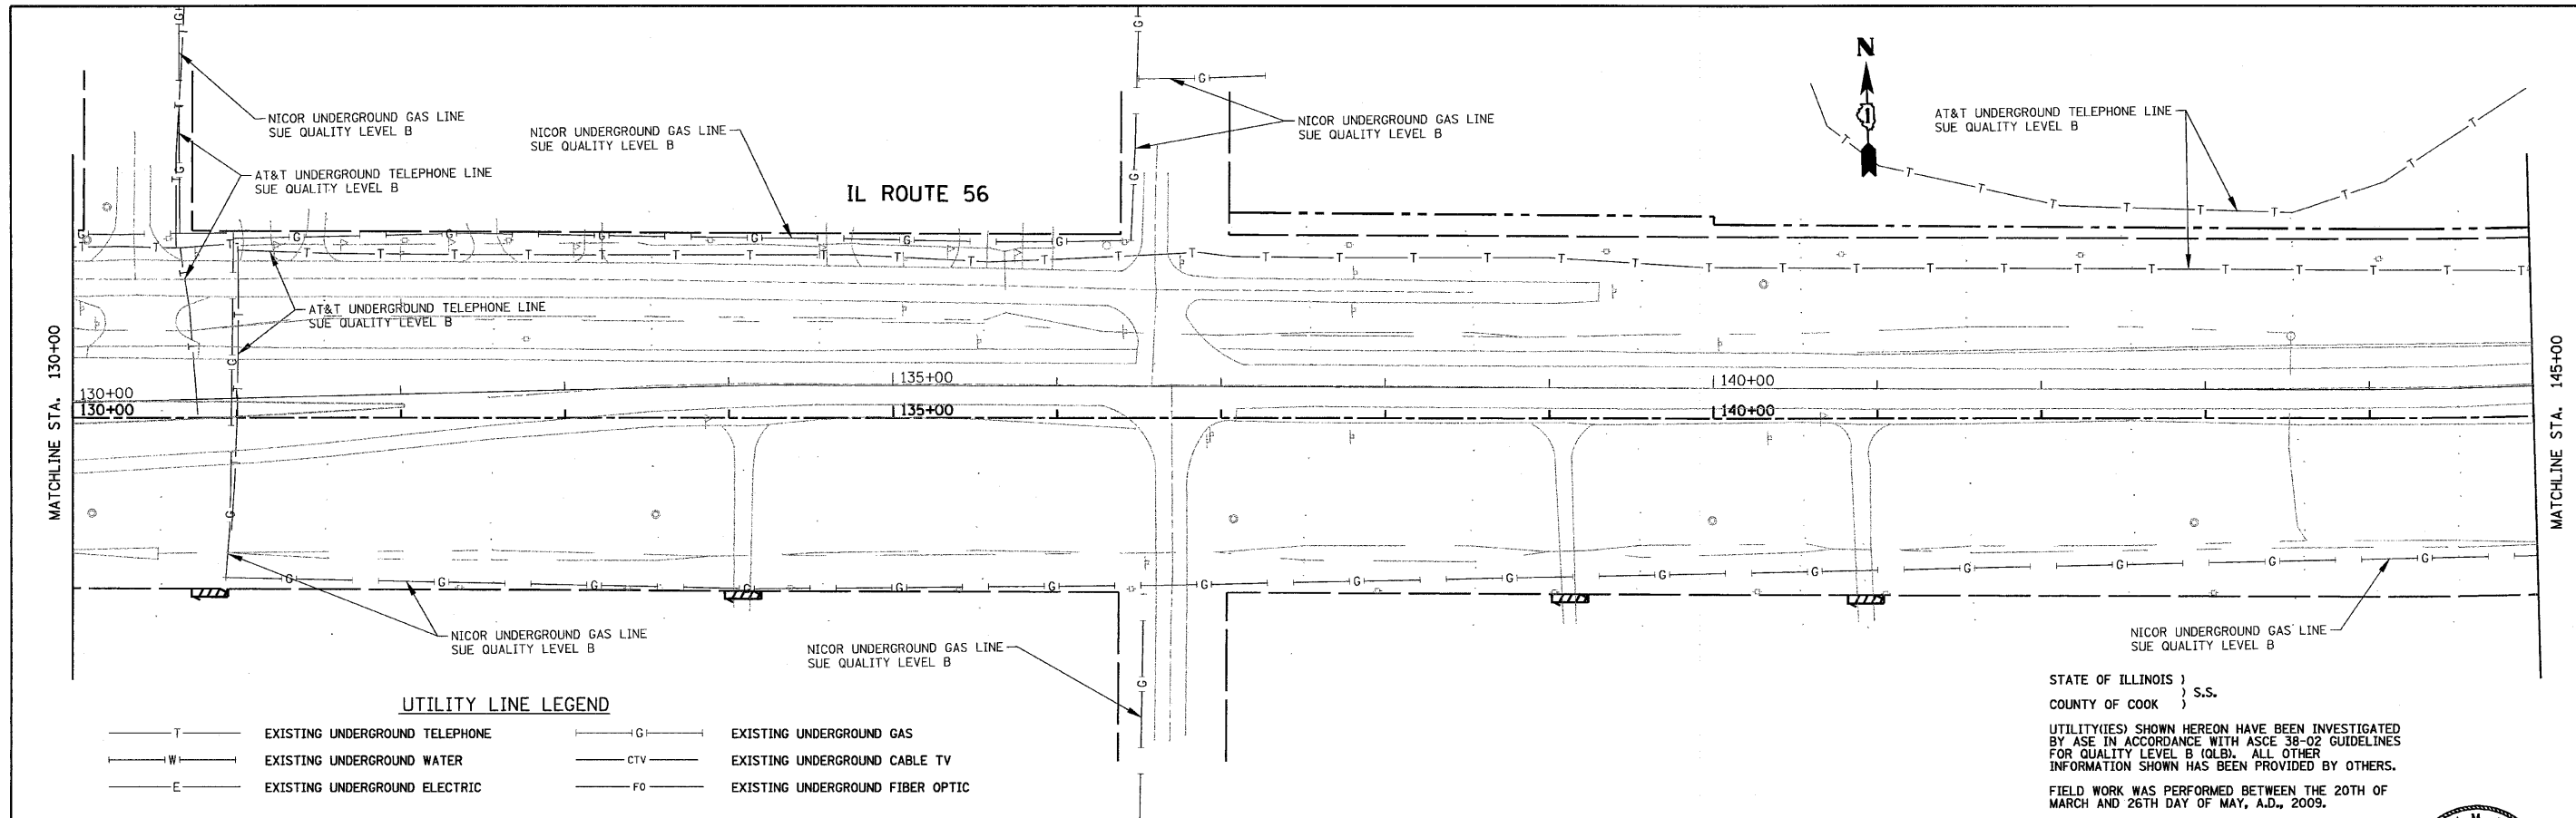 N
1
NICOR UNDERGROUND GAS LINE
SUE QUALITY LEVEL B
NICOR UNDERGROUND GAS LINE
SUE QUALITY LEVEL B
NICOR UNDERGROUND GAS LINE
SUE QUALITY LEVEL B
AT&T UNDERGROUND TELEPHONE LINE
SUE QUALITY LEVEL B
AT&T UNDERGROUND TELEPHONE LINE
SUE QUALITY LEVEL B
IL ROUTE 56
AT&T UNDERGROUND TELEPHONE LINE
SUE QUALITY LEVEL B
MATCHLINE STA. 130+00
MATCHLINE STA. 145+00
130+00
135+00
140+00
130+00
135+00
140+00
NICOR UNDERGROUND GAS LINE
SUE QUALITY LEVEL B
NICOR UNDERGROUND GAS LINE
SUE QUALITY LEVEL B
NICOR UNDERGROUND GAS LINE
SUE QUALITY LEVEL B
UTILITY LINE LEGEND
T EXISTING UNDERGROUND TELEPHONE
W EXISTING UNDERGROUND WATER
E EXISTING UNDERGROUND ELECTRIC
G EXISTING UNDERGROUND GAS
CTV EXISTING UNDERGROUND CABLE TV
FO EXISTING UNDERGROUND FIBER OPTIC
STATE OF ILLINOIS )
) S.S.
COUNTY OF COOK )
UTILITY(IES) SHOWN HEREON HAVE BEEN INVESTIGATED
BY ASE IN ACCORDANCE WITH ASCE 38-02 GUIDELINES
FOR QUALITY LEVEL B (QLB). ALL OTHER
INFORMATION SHOWN HAS BEEN PROVIDED BY OTHERS.
FIELD WORK WAS PERFORMED BETWEEN THE 20TH OF
MARCH AND 26TH DAY OF MAY, A.D., 2009.